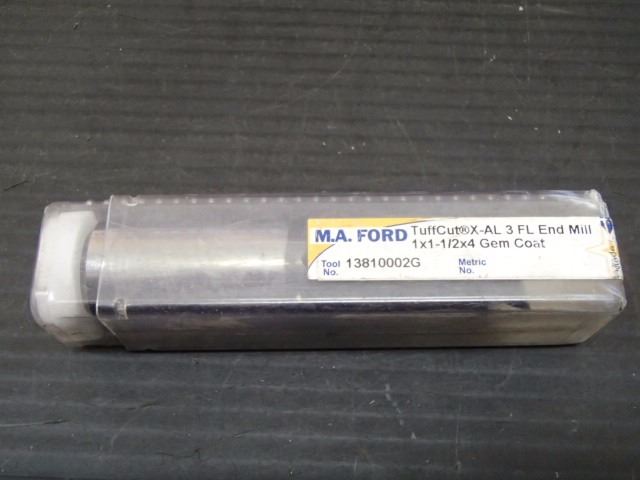 M.A. FORD
TuffCut®X-AL 3 FL End Mill
1x1-1/2x4 Gem Coat
Tool No. 13810002G
Metric No.